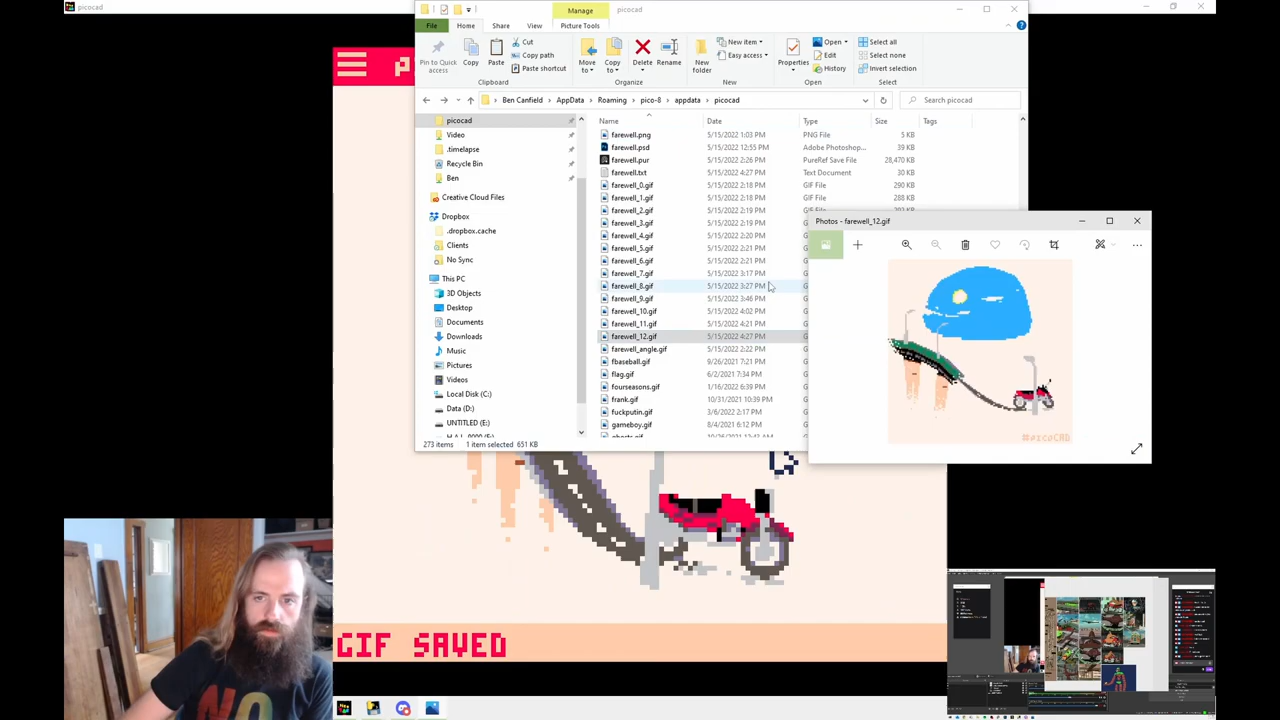 picocad
Manage
picocad
File
Home
Share
View
Picture Tools
Pin to Quick access
Copy
Paste
Cut
Copy path
Paste shortcut
Clipboard
Move to
Copy to
Delete
Rename
Organize
New folder
New item
Easy access
New
Properties
Open
Edit
History
Open
Select all
Select none
Invert selection
Select
Ben Canfield
AppData
Roaming
pico-8
appdata
picocad
Search picocad
picocad
Video
.timelapse
Recycle Bin
Ben
Creative Cloud Files
Dropbox
.dropbox.cache
Clients
No Sync
This PC
3D Objects
Desktop
Documents
Downloads
Music
Pictures
Videos
Local Disk (C:)
Data (D:)
UNTITLED (E:)
Name Date Type Size Tags
farewell.png 5/15/2022 1:03 PM PNG File 5 KB
farewell.psd 5/15/2022 12:55 PM Adobe Photoshop... 39 KB
farewell.pur 5/15/2022 2:26 PM PureRef Save File 28,470 KB
farewell.txt 5/15/2022 4:27 PM Text Document 30 KB
farewell_0.gif 5/15/2022 2:18 PM GIF File 290 KB
farewell_1.gif 5/15/2022 2:18 PM GIF File 288 KB
farewell_2.gif 5/15/2022 2:19 PM
farewell_3.gif 5/15/2022 2:19 PM
farewell_4.gif 5/15/2022 2:20 PM
farewell_5.gif 5/15/2022 2:21 PM
farewell_6.gif 5/15/2022 2:21 PM
farewell_7.gif 5/15/2022 3:17 PM
farewell_8.gif 5/15/2022 3:27 PM
farewell_9.gif 5/15/2022 3:46 PM
farewell_10.gif 5/15/2022 4:02 PM
farewell_11.gif 5/15/2022 4:21 PM
farewell_12.gif 5/15/2022 4:27 PM
farewell_angle.gif 5/15/2022 2:22 PM
fbaseball.gif 9/26/2021 7:21 PM
flag.gif 6/2/2021 7:34 PM
fourseasons.gif 1/16/2022 6:39 PM
frank.gif 10/31/2021 10:39 PM
fuckputin.gif 3/6/2022 2:17 PM
gameboy.gif 8/4/2021 6:12 PM
273 items 1 item selected 651 KB
Photos - farewell_12.gif
picoCAD
GIF SAVED